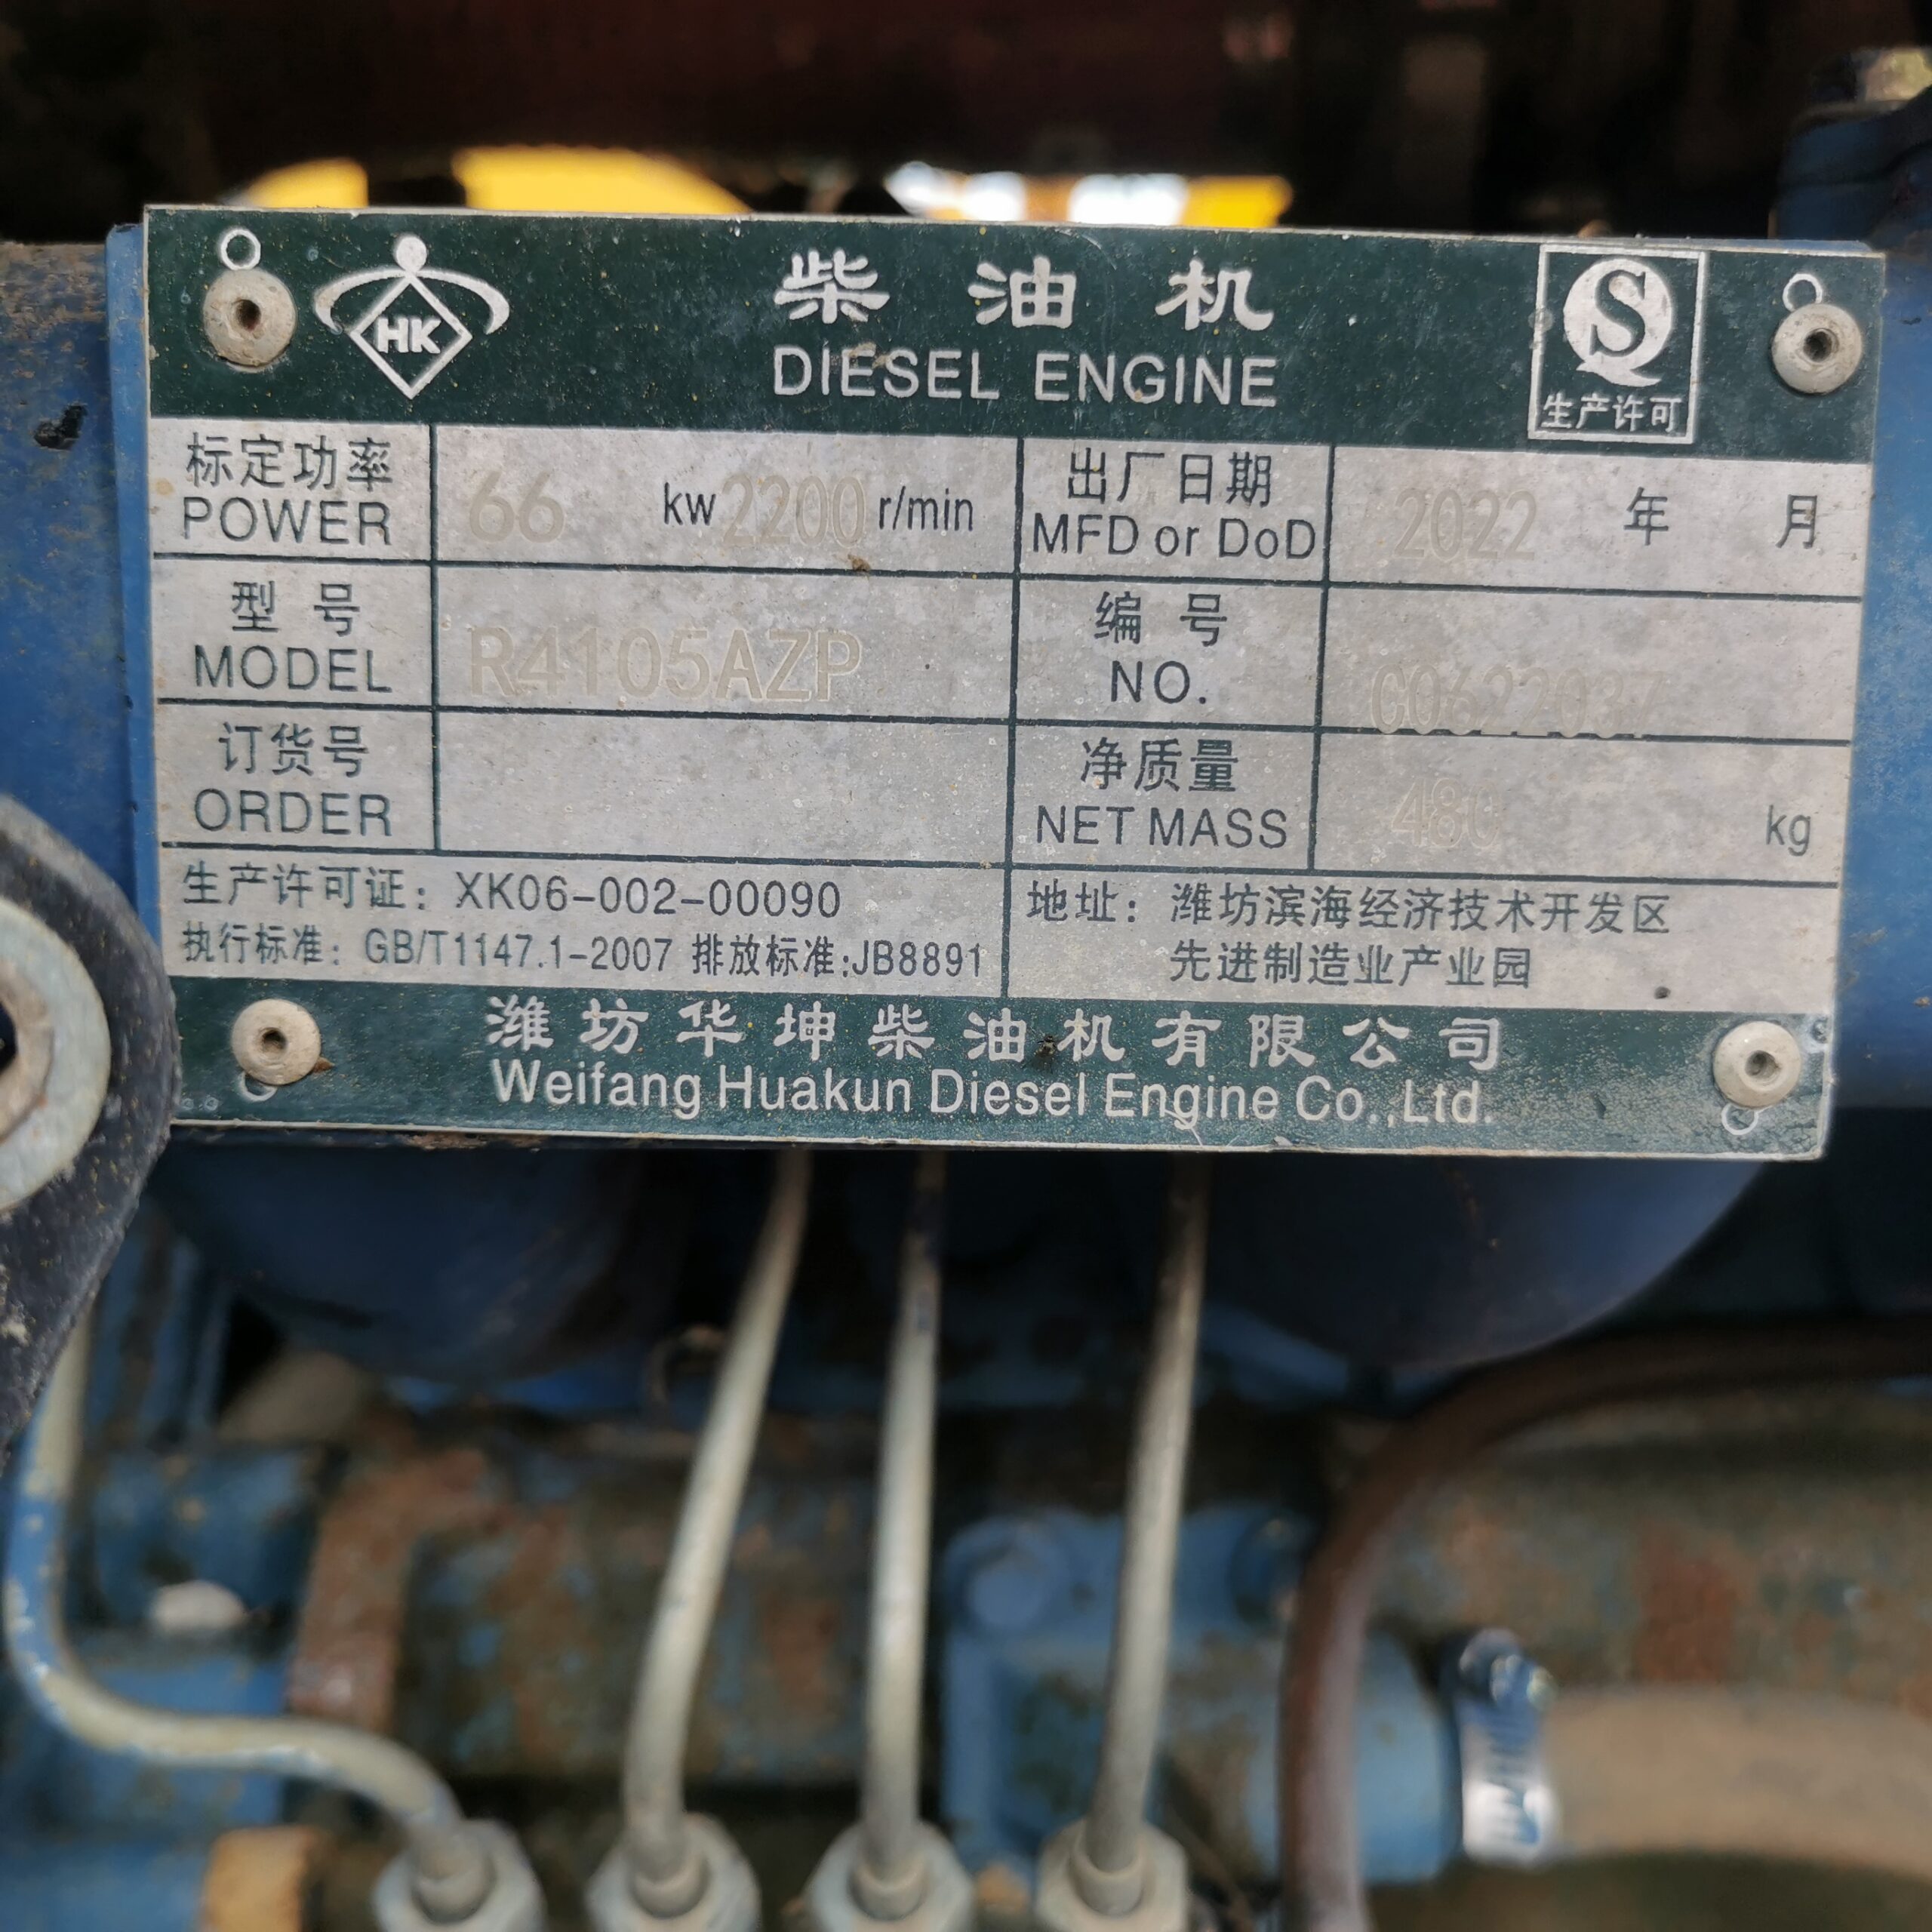 HK
柴油机
DIESEL ENGINE
QS
生产许可
标定功率
POWER
66 kw 2200 r/min
出厂日期
MFD or DoD
2022 年 月
型号
MODEL
R4105AZP
编号
NO.
C0622037
订货号
ORDER
净质量
NET MASS
480 kg
生产许可证：XK06-002-00090
执行标准：GB/T1147.1-2007 排放标准:JB8891
地址：潍坊滨海经济技术开发区
先进制造业产业园
潍坊华坤柴油机有限公司
Weifang Huakun Diesel Engine Co.,Ltd.